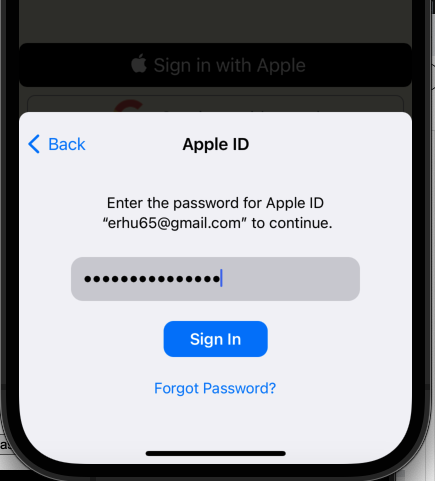 Sign in with Apple
Back
Apple ID
Enter the password for Apple ID
“erhu65@gmail.com” to continue.
•••••••••••••••
Sign In
Forgot Password?